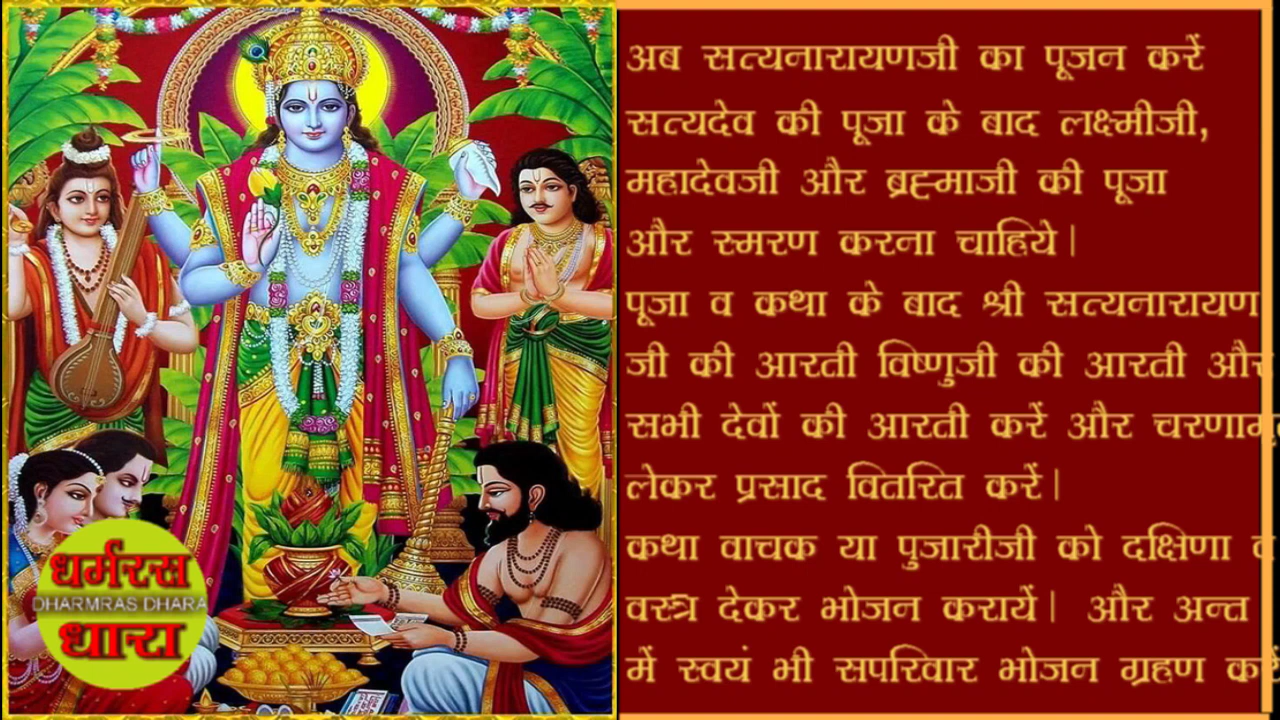 अब सत्यनारायणजी का पूजन करें
सत्यदेव की पूजा के बाद लक्ष्मीजी,
महादेवजी और ब्रह्माजी की पूजा
और स्मरण करना चाहिये।
पूजा व कथा के बाद श्री सत्यनारायण
जी की आरती विष्णुजी की आरती और
सभी देवों की आरती करें और
लेकर प्रसाद वितरित करें।
कथा वाचक या पुजारीजी को दक्षिणा व
वस्त्र देकर भोजन करायें। और अन्त
में स्वयं भी सपरिवार भोजन ग्रहण
धर्मरस
DHARMRAS DHARA
धारा